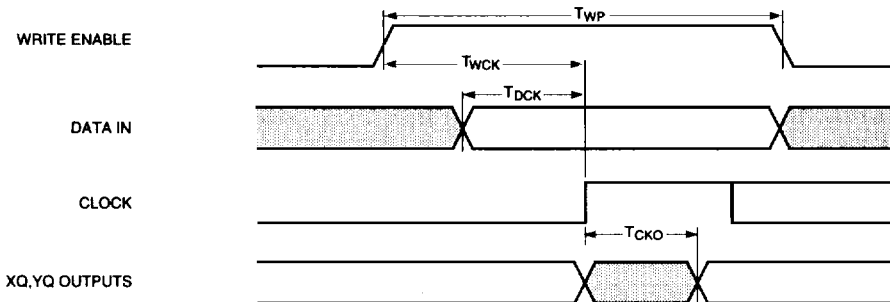 TWP
WRITE ENABLE
TWCK
TDCK
DATA IN
CLOCK
TCKO
XQ,YQ OUTPUTS